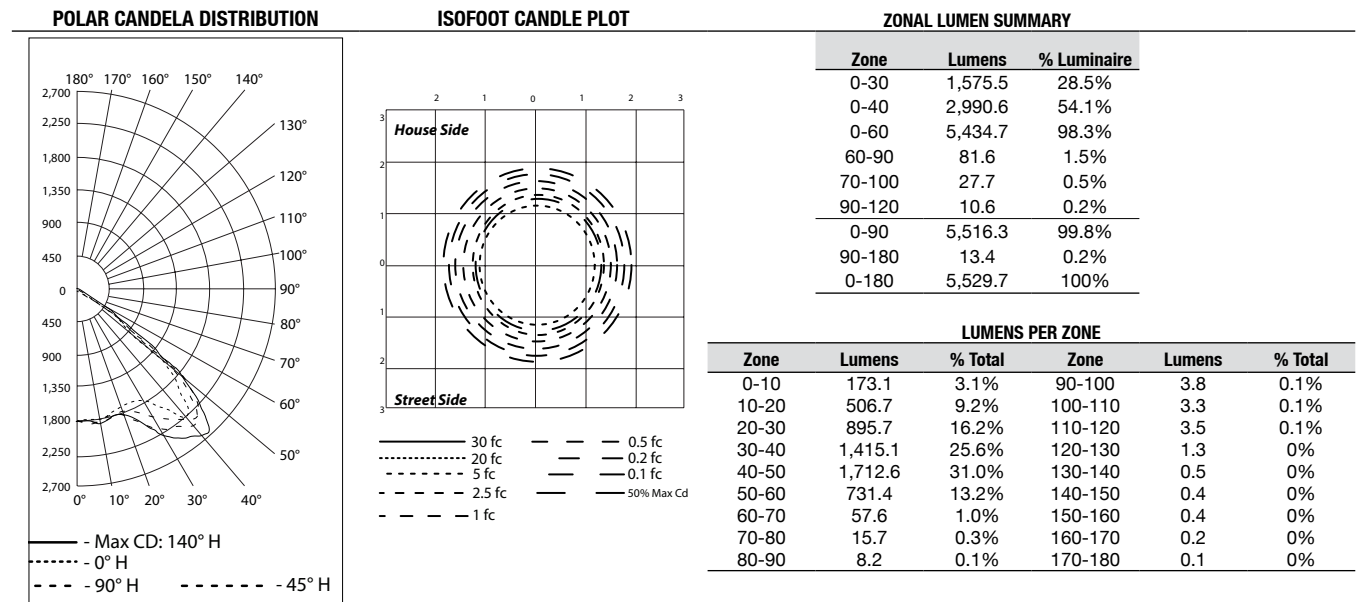 POLAR CANDELA DISTRIBUTION
180° 170° 160° 150° 140°
2,700
2,250
1,800
1,350
900
450
0
450
900
1,350
1,800
2,250
2,700
130°
120°
110°
100°
90°
80°
70°
60°
50°
0° 10° 20° 30° 40°
- Max CD: 140° H
- 0° H
- 90° H - 45° H
ISOFOOT CANDLE PLOT
2 1 0 1 2 3
3
2
1
0
1
2
3
House Side
Street Side
30 fc 0.5 fc
20 fc 0.2 fc
5 fc 0.1 fc
2.5 fc 50% Max Cd
1 fc
ZONAL LUMEN SUMMARY
Zone Lumens % Luminaire
0-30 1,575.5 28.5%
0-40 2,990.6 54.1%
0-60 5,434.7 98.3%
60-90 81.6 1.5%
70-100 27.7 0.5%
90-120 10.6 0.2%
0-90 5,516.3 99.8%
90-180 13.4 0.2%
0-180 5,529.7 100%
LUMENS PER ZONE
Zone Lumens % Total Zone Lumens % Total
0-10 173.1 3.1% 90-100 3.8 0.1%
10-20 506.7 9.2% 100-110 3.3 0.1%
20-30 895.7 16.2% 110-120 3.5 0.1%
30-40 1,415.1 25.6% 120-130 1.3 0%
40-50 1,712.6 31.0% 130-140 0.5 0%
50-60 731.4 13.2% 140-150 0.4 0%
60-70 57.6 1.0% 150-160 0.4 0%
70-80 15.7 0.3% 160-170 0.2 0%
80-90 8.2 0.1% 170-180 0.1 0%